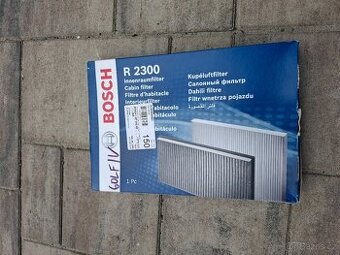 BOSCH
R 2300
Innenraumfilter
Cabin filter
Filtre d'habitacle
Kupéluftfilter
Салонный фильтр
Dahili filtre
Filtr wnętrza pojazdu
150
1 Pc
GOLF IV